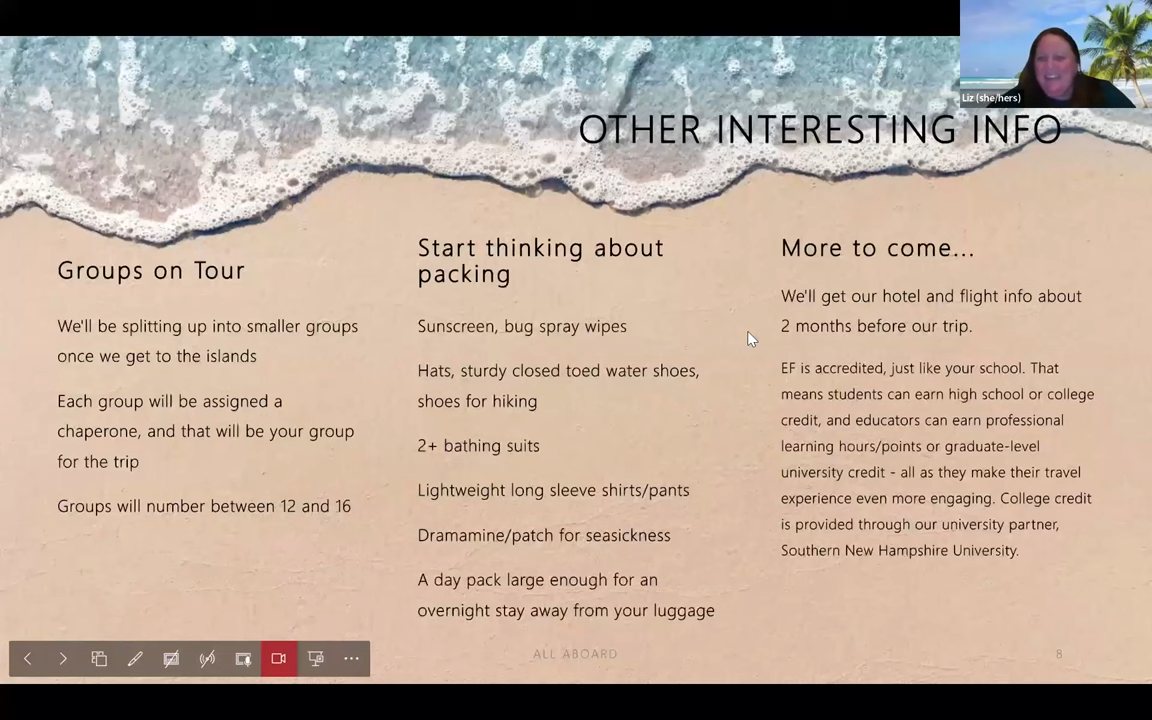 Liz (she/hers)
OTHER INTERESTING INFO
Groups on Tour
We'll be splitting up into smaller groups
once we get to the islands
Each group will be assigned a
chaperone, and that will be your group
for the trip
Groups will number between 12 and 16
Start thinking about
packing
Sunscreen, bug spray wipes
Hats, sturdy closed toed water shoes,
shoes for hiking
2+ bathing suits
Lightweight long sleeve shirts/pants
Dramamine/patch for seasickness
A day pack large enough for an
overnight stay away from your luggage
More to come...
We'll get our hotel and flight info about
2 months before our trip.
EF is accredited, just like your school. That
means students can earn high school or college
credit, and educators can earn professional
learning hours/points or graduate-level
university credit - all as they make their travel
experience even more engaging. College credit
is provided through our university partner,
Southern New Hampshire University.
ALL ABOARD
8